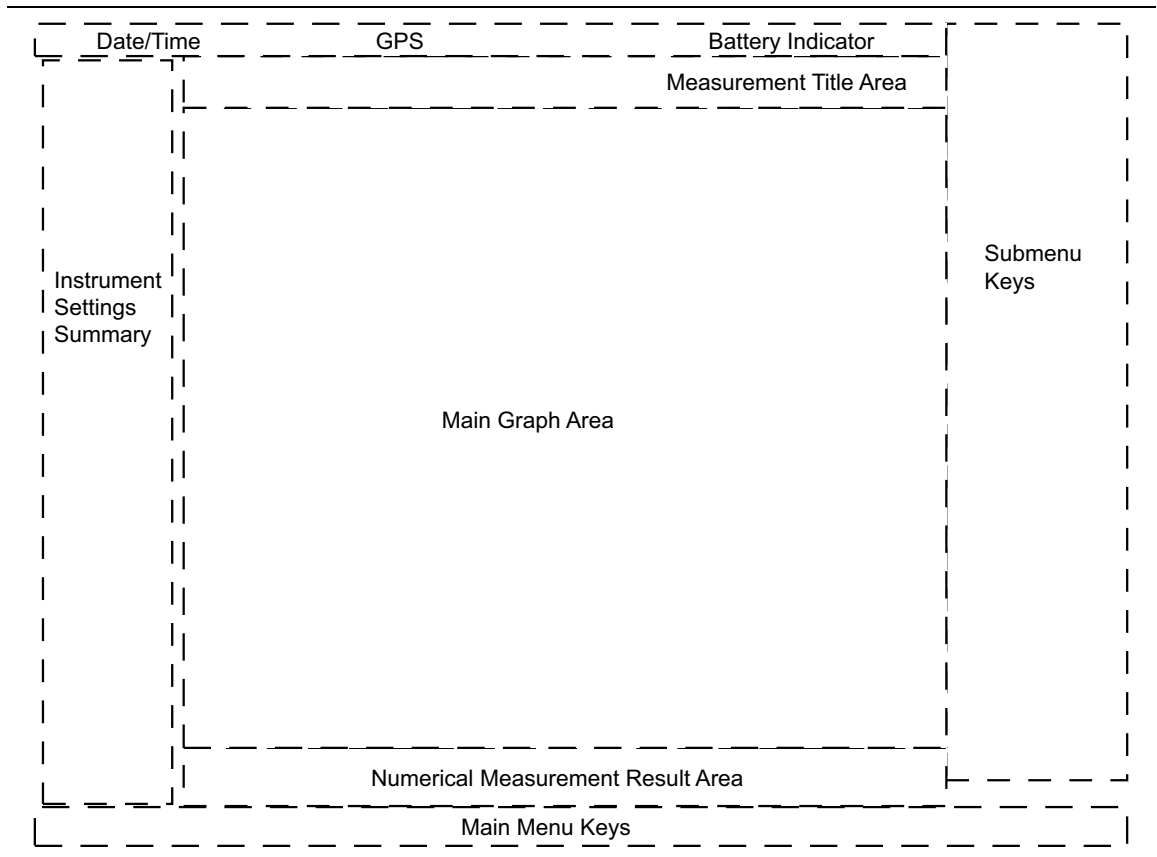 Date/Time GPS Battery Indicator
Measurement Title Area
Instrument
Settings
Summary
Submenu
Keys
Main Graph Area
Numerical Measurement Result Area
Main Menu Keys